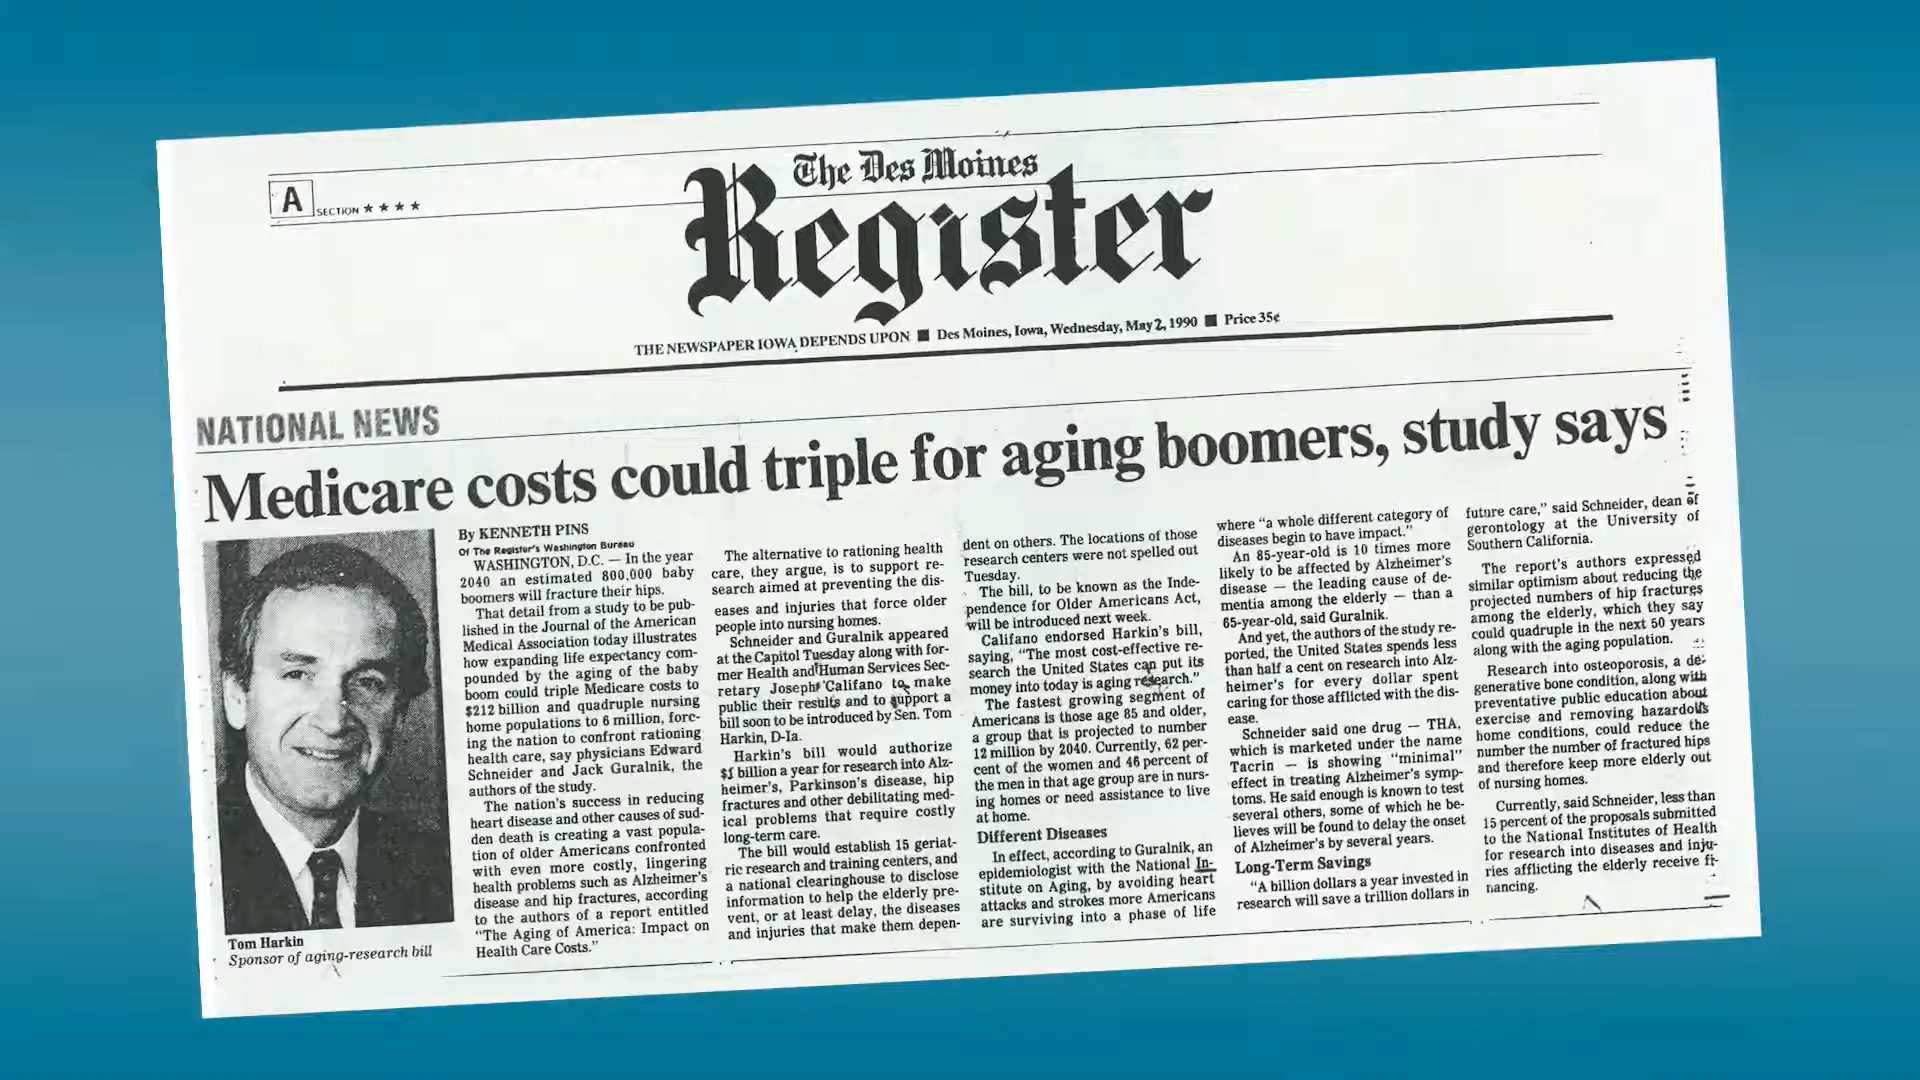 A SECTION ★ ★ ★ ★
The Des Moines
Register
THE NEWSPAPER IOWA DEPENDS UPON ■ Des Moines, Iowa, Wednesday, May 2, 1990 ■ Price 35¢
NATIONAL NEWS
Medicare costs could triple for aging boomers, study says
Tom Harkin
Sponsor of aging-research bill
By KENNETH PINS
Of The Register's Washington Bureau
WASHINGTON, D.C. — In the year
2040 an estimated 800,000 baby
boomers will fracture their hips.
That detail from a study to be pub-
lished in the Journal of the American
Medical Association today illustrates
how expanding life expectancy com-
pounded by the aging of the baby
boom could triple Medicare costs to
$212 billion and quadruple nursing
home populations to 6 million, forc-
ing the nation to confront rationing
health care, say physicians Edward
Schneider and Jack Guralnik, the
authors of the study.
The nation's success in reducing
heart disease and other causes of sud-
den death is creating a vast popula-
tion of older Americans confronted
with even more costly, lingering
health problems such as Alzheimer's
disease and hip fractures, according
to the authors of a report entitled
"The Aging of America: Impact on
Health Care Costs."
The alternative to rationing health
care, they argue, is to support re-
search aimed at preventing the dis-
eases and injuries that force older
people into nursing homes.
Schneider and Guralnik appeared
at the Capitol Tuesday along with for-
mer Health and Human Services Sec-
retary Joseph Califano to make
public their results and to support a
bill soon to be introduced by Sen. Tom
Harkin, D-Ia.
Harkin's bill would authorize
$1 billion a year for research into Alz-
heimer's, Parkinson's disease, hip
fractures and other debilitating med-
ical problems that require costly
long-term care.
The bill would establish 15 geriat-
ric research and training centers, and
a national clearinghouse to disclose
information to help the elderly pre-
vent, or at least delay, the diseases
and injuries that make them depen-
dent on others. The locations of those
research centers were not spelled out
Tuesday.
The bill, to be known as the Inde-
pendence for Older Americans Act,
will be introduced next week.
Califano endorsed Harkin's bill,
saying, "The most cost-effective re-
search the United States can put its
money into today is aging research."
The fastest growing segment of
Americans is those age 85 and older,
a group that is projected to number
12 million by 2040. Currently, 62 per-
cent of the women and 46 percent of
the men in that age group are in nurs-
ing homes or need assistance to live
at home.
Different Diseases
In effect, according to Guralnik, an
epidemiologist with the National In-
stitute on Aging, by avoiding heart
attacks and strokes more Americans
are surviving into a phase of life
where "a whole different category of
diseases begin to have impact."
An 85-year-old is 10 times more
likely to be affected by Alzheimer's
disease — the leading cause of de-
mentia among the elderly — than a
65-year-old, said Guralnik.
And yet, the authors of the study re-
ported, the United States spends less
than half a cent on research into Alz-
heimer's for every dollar spent
caring for those afflicted with the dis-
ease.
Schneider said one drug — THA,
which is marketed under the name
Tacrin — is showing "minimal"
effect in treating Alzheimer's symp-
toms. He said enough is known to test
several others, some of which he be-
lieves will be found to delay the onset
of Alzheimer's by several years.
Long-Term Savings
"A billion dollars a year invested in
research will save a trillion dollars in
future care," said Schneider, dean of
gerontology at the University of
Southern California.
The report's authors expressed
similar optimism about reducing the
projected numbers of hip fractures
among the elderly, which they say
could quadruple in the next 50 years
along with the aging population.
Research into osteoporosis, a de-
generative bone condition, along with
preventative public education about
exercise and removing hazardous
home conditions, could reduce the
number the number of fractured hips
and therefore keep more elderly out
of nursing homes.
Currently, said Schneider, less than
15 percent of the proposals submitted
to the National Institutes of Health
for research into diseases and inju-
ries afflicting the elderly receive fi-
nancing.